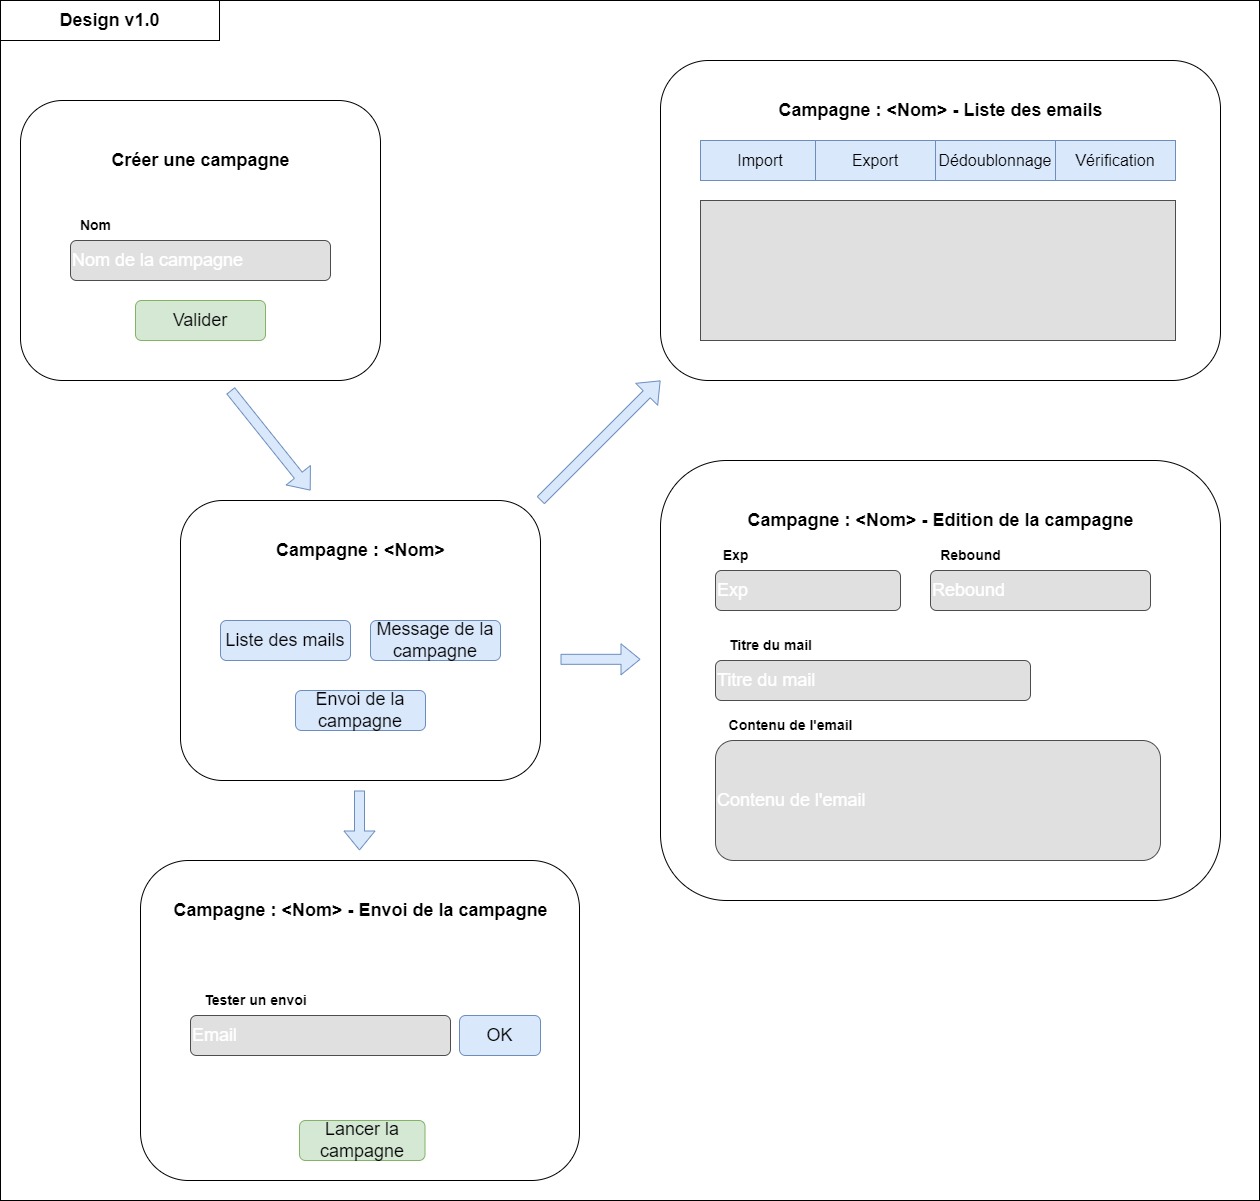 Design v1.0
Créer une campagne
Nom
Nom de la campagne
Valider
Campagne : <Nom> - Liste des emails
Import
Export
Dédoublonnage
Vérification
Campagne : <Nom>
Liste des mails
Message de la
campagne
Envoi de la
campagne
Campagne : <Nom> - Edition de la campagne
Exp
Rebound
Exp
Rebound
Titre du mail
Titre du mail
Contenu de l'email
Contenu de l'email
Campagne : <Nom> - Envoi de la campagne
Tester un envoi
Email
OK
Lancer la
campagne